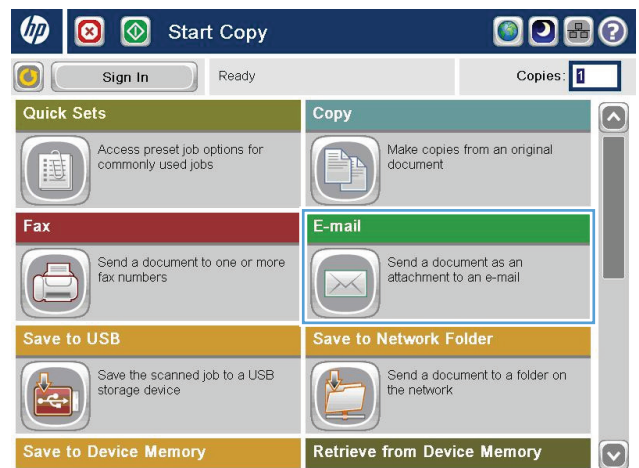 hp
Start Copy
?
Sign In
Ready
Copies: 1
Quick Sets
Copy
Access preset job options for
commonly used jobs
Make copies from an original
document
Fax
E-mail
Send a document to one or more
fax numbers
Send a document as an
attachment to an e-mail
Save to USB
Save to Network Folder
Save the scanned job to a USB
storage device
Send a document to a folder on
the network
Save to Device Memory
Retrieve from Device Memory